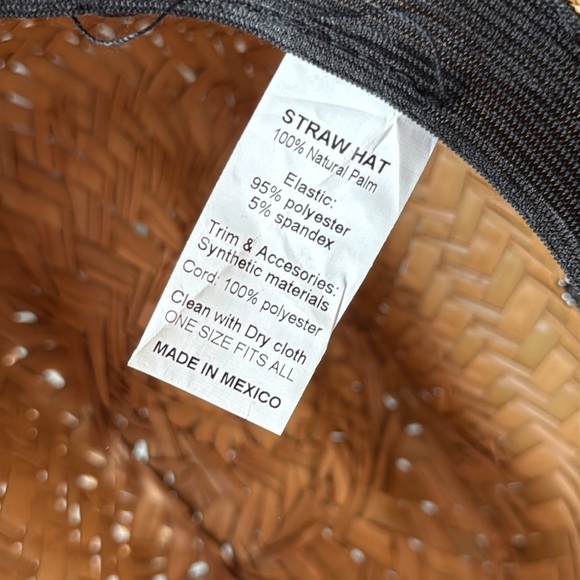 STRAW HAT
100% Natural Palm
Elastic:
95% polyester
5% spandex
Trim & Accesories:
Synthetic materials
Cord: 100% polyester
Clean with Dry cloth
ONE SIZE FITS ALL
MADE IN MEXICO